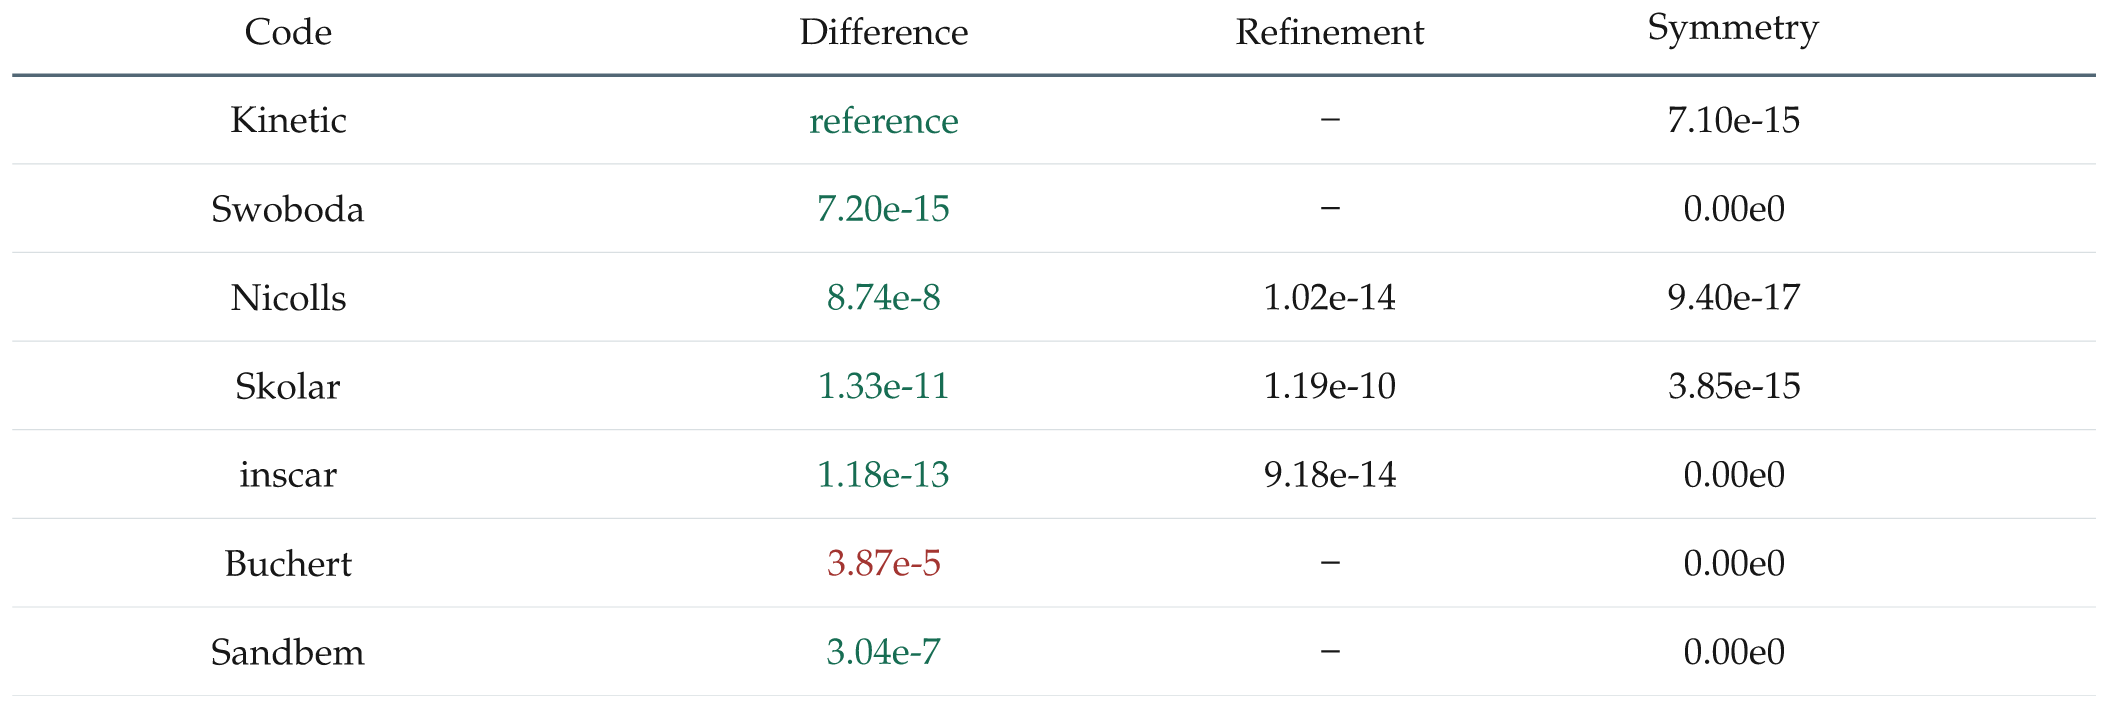 Code Difference Refinement Symmetry
Kinetic reference – 7.10e-15
Swoboda 7.20e-15 – 0.00e0
Nicolls 8.74e-8 1.02e-14 9.40e-17
Skolar 1.33e-11 1.19e-10 3.85e-15
inscar 1.18e-13 9.18e-14 0.00e0
Buchert 3.87e-5 – 0.00e0
Sandbem 3.04e-7 – 0.00e0